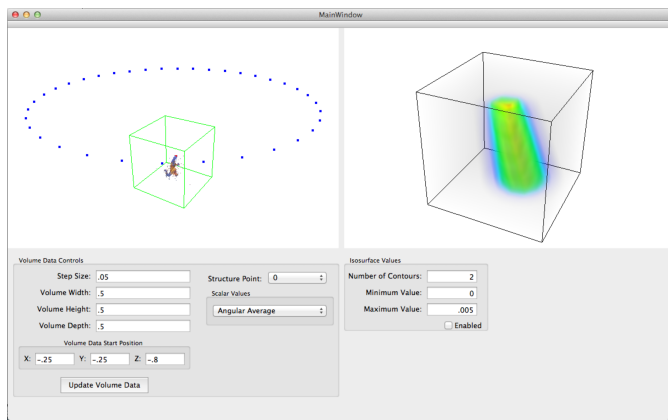 MainWindow
Volume Data Controls
Step Size: .05
Volume Width: .5
Volume Height: .5
Volume Depth: .5
Volume Data Start Position
X: -.25 Y: -.25 Z: -.8
Update Volume Data
Structure Point: 0
Scalar Values
Angular Average
Isosurface Values
Number of Contours: 2
Minimum Value: 0
Maximum Value: .005
Enabled